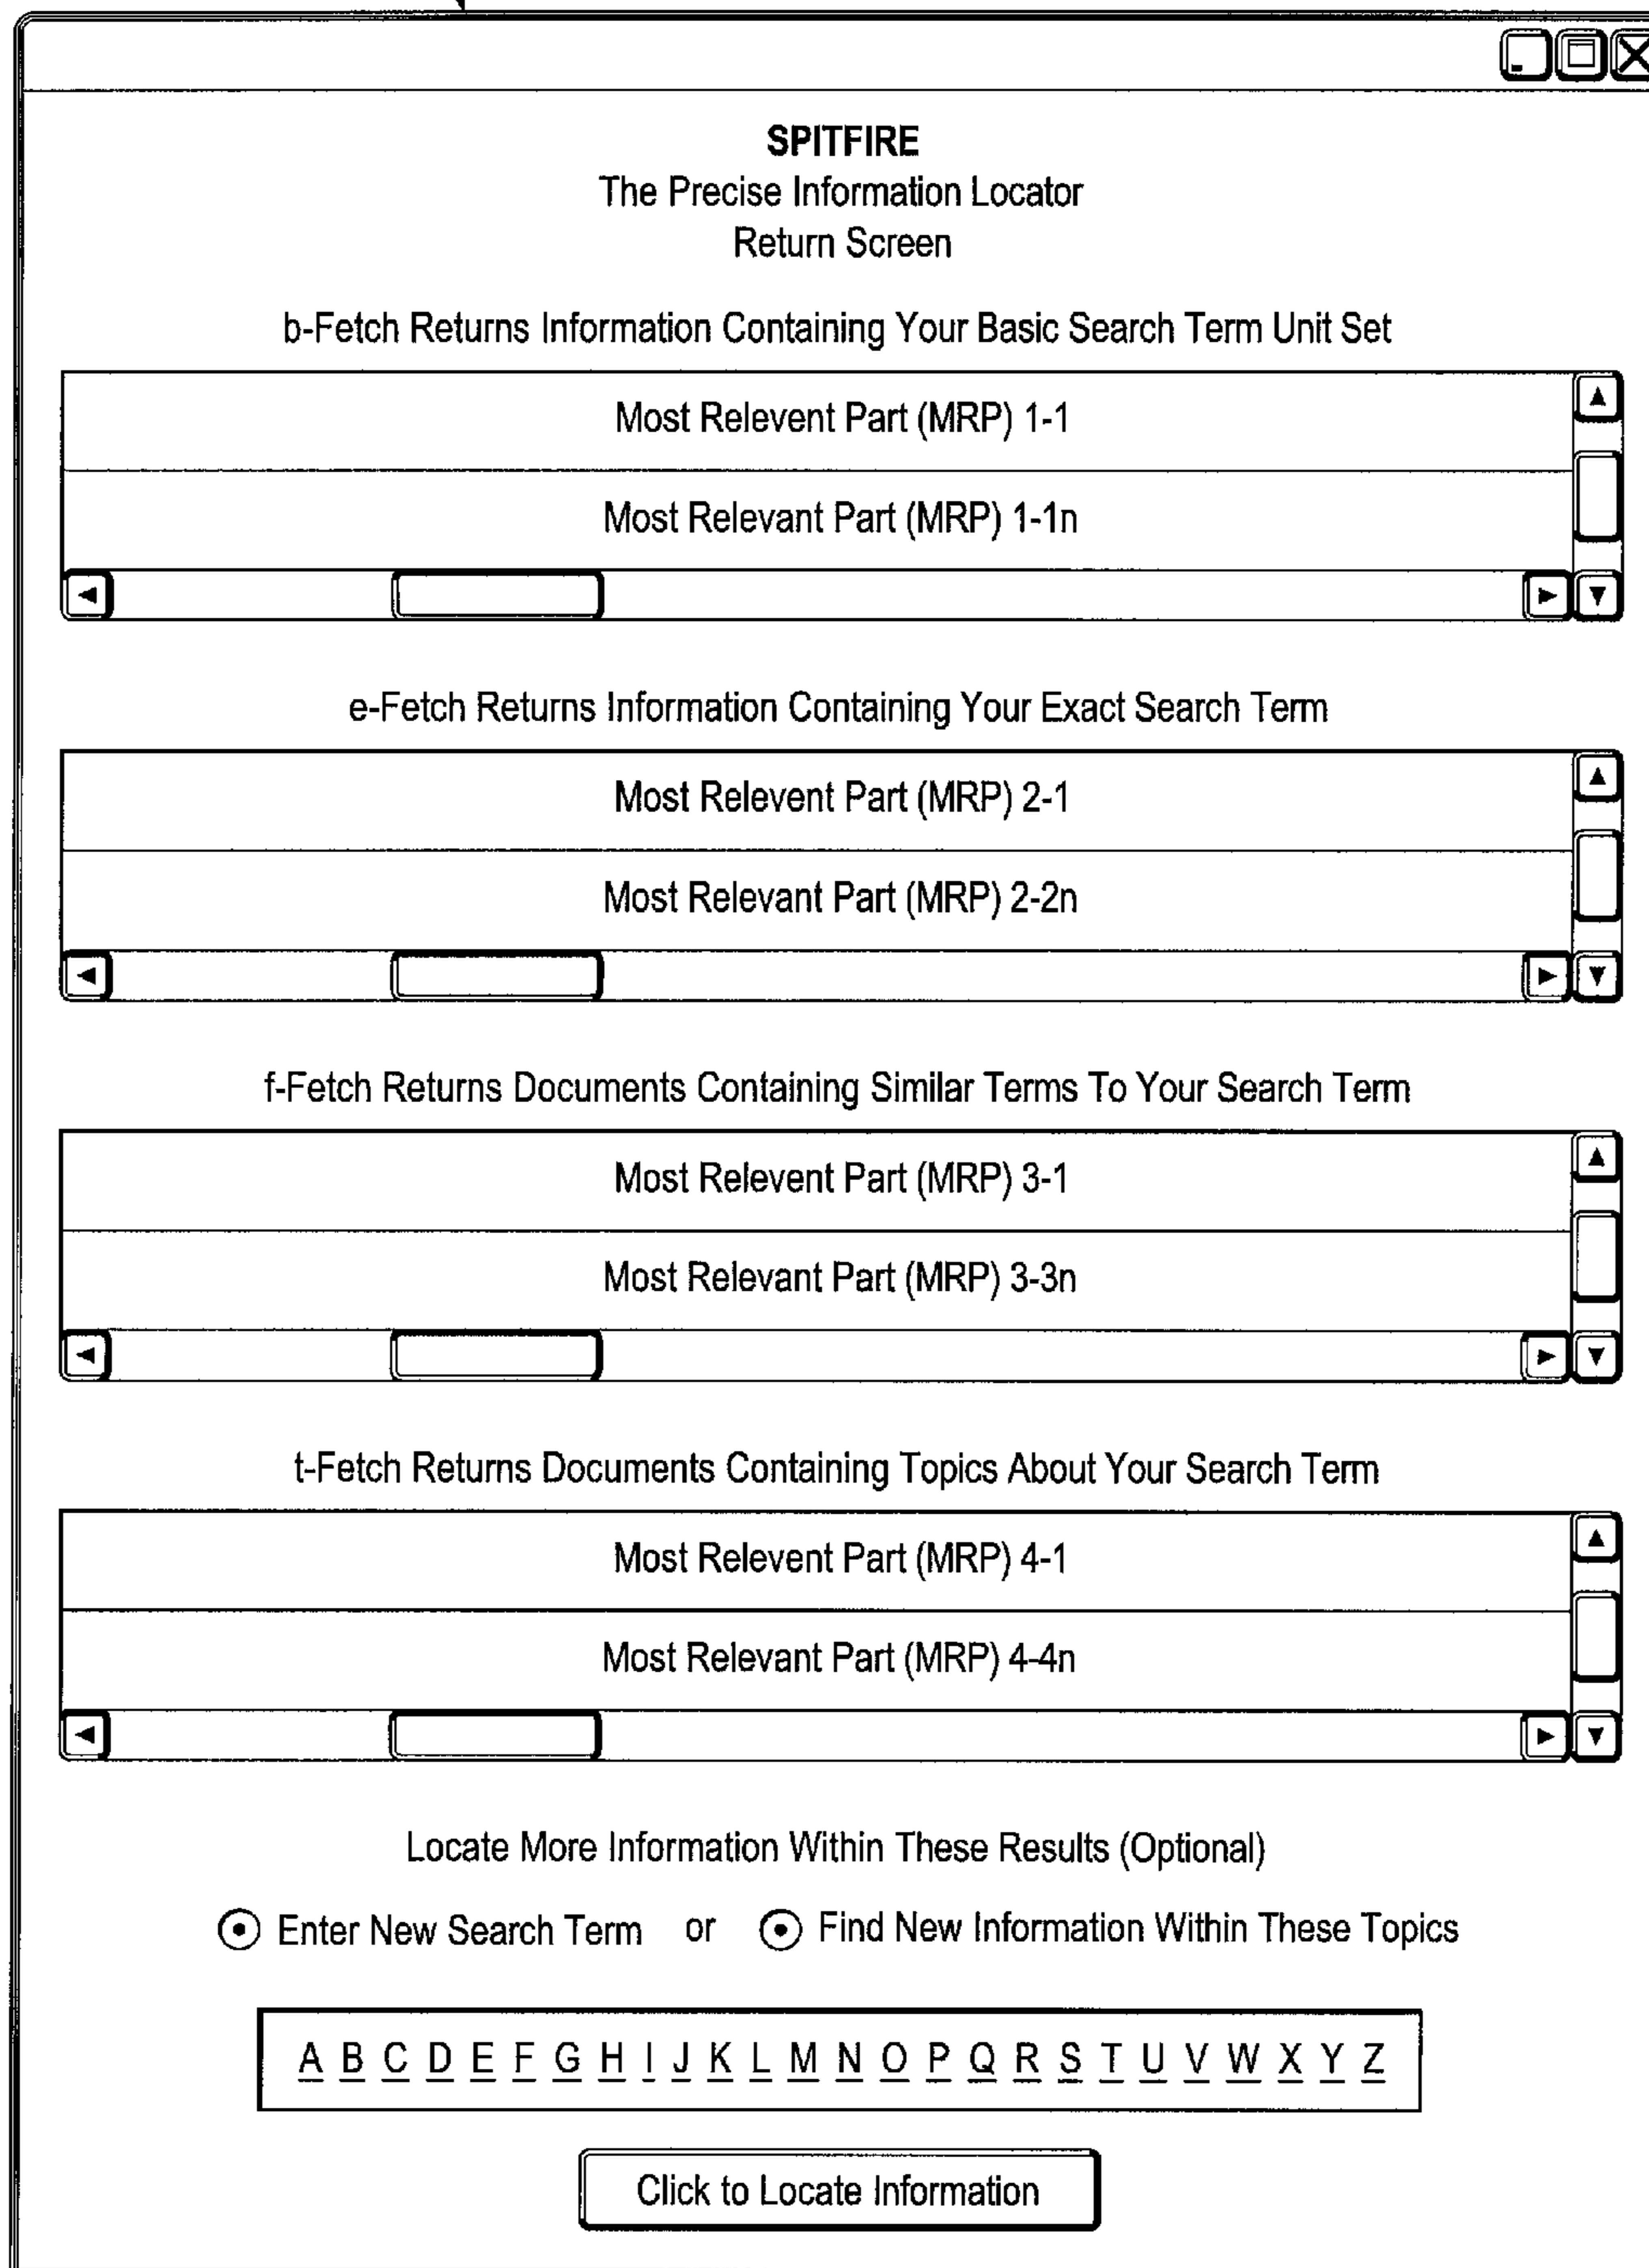 SPITFIRE
The Precise Information Locator
Return Screen
b-Fetch Returns Information Containing Your Basic Search Term Unit Set
Most Relevent Part (MRP) 1-1
Most Relevant Part (MRP) 1-1n
e-Fetch Returns Information Containing Your Exact Search Term
Most Relevent Part (MRP) 2-1
Most Relevant Part (MRP) 2-2n
f-Fetch Returns Documents Containing Similar Terms To Your Search Term
Most Relevent Part (MRP) 3-1
Most Relevant Part (MRP) 3-3n
t-Fetch Returns Documents Containing Topics About Your Search Term
Most Relevent Part (MRP) 4-1
Most Relevant Part (MRP) 4-4n
Locate More Information Within These Results (Optional)
Enter New Search Term or Find New Information Within These Topics
A B C D E F G H I J K L M N O P Q R S T U V W X Y Z
Click to Locate Information